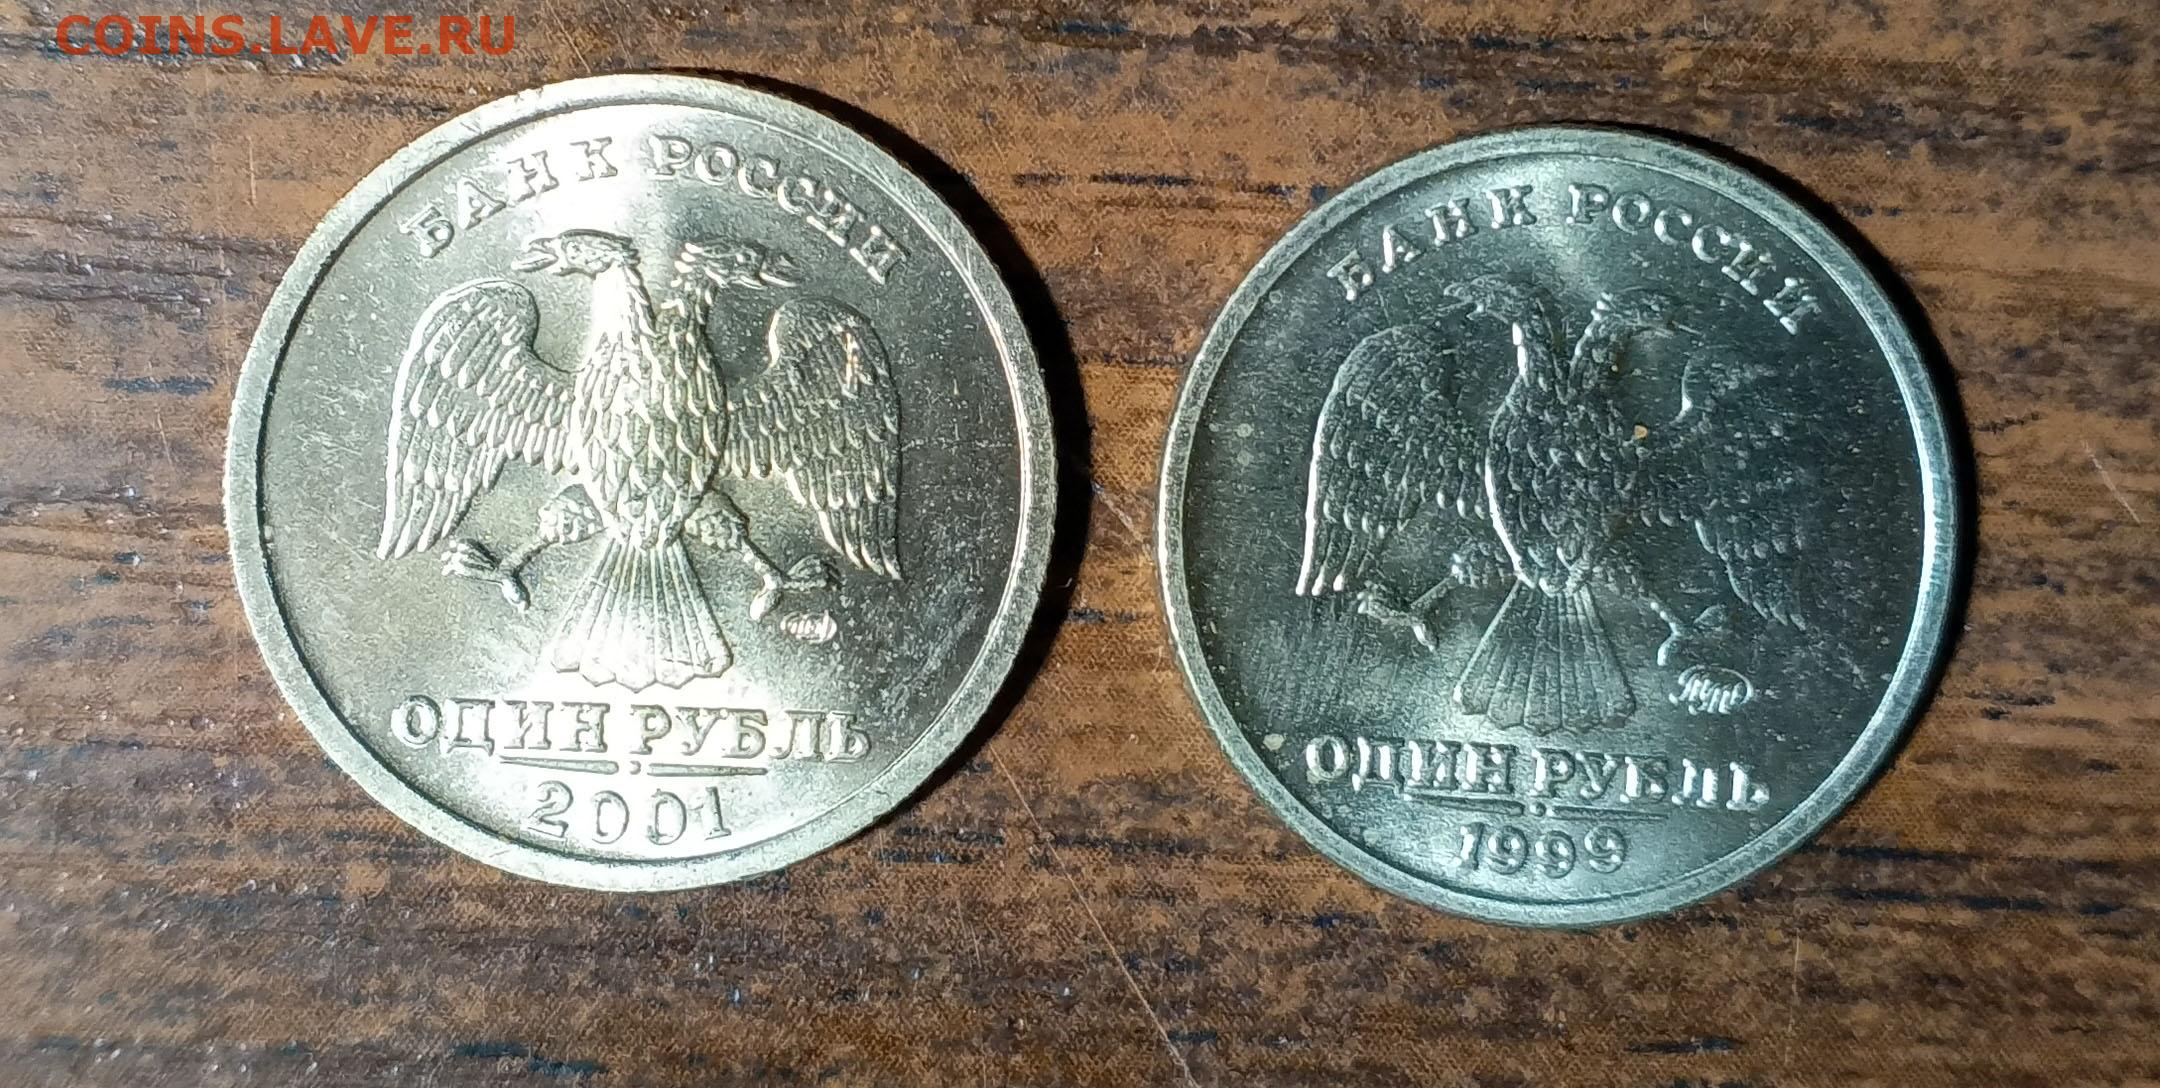 COINS.LAVE.RU
БАНК РОССИИ
ОДИН РУБЛЬ
2001
БАНК РОССИИ
ММД
ОДИН РУБЛЬ
1999